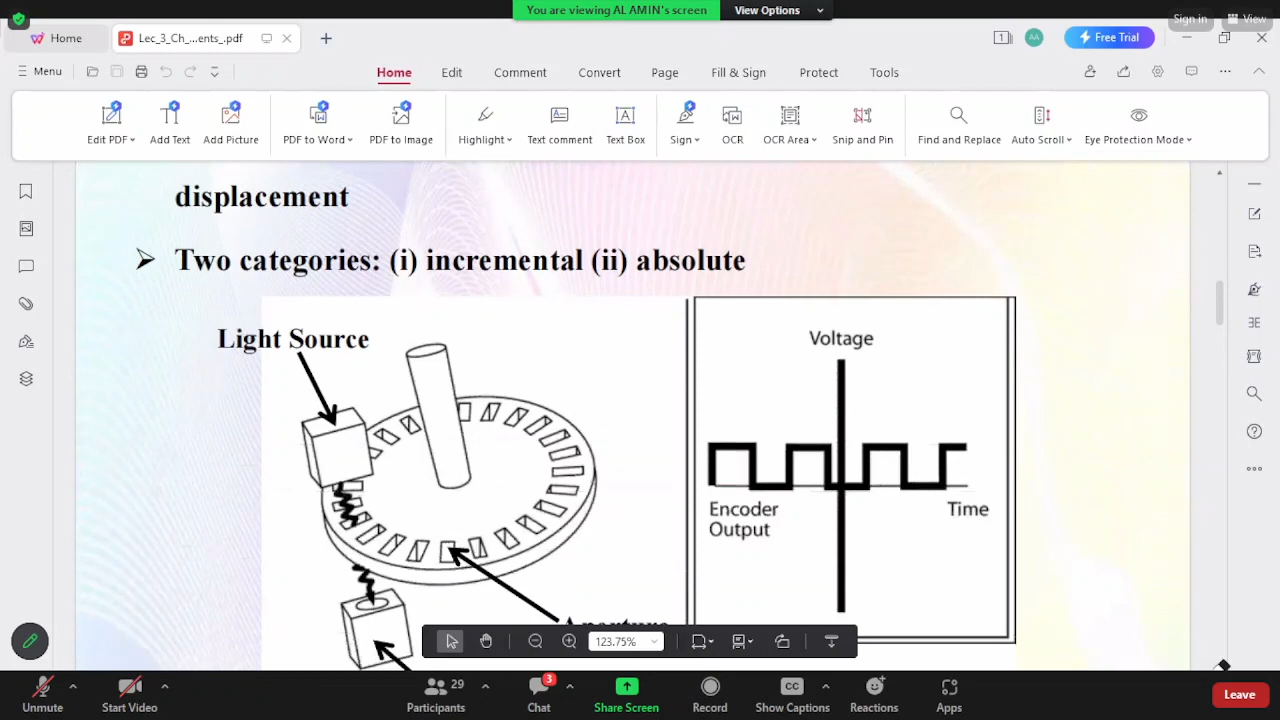 You are viewing AL AMIN's screen
View Options
Sign in
View
Home
Lec_3_Ch_...ents_.pdf
1
AA
Free Trial
Menu
Home
Edit
Comment
Convert
Page
Fill & Sign
Protect
Tools
Edit PDF
Add Text
Add Picture
PDF to Word
PDF to Image
Highlight
Text comment
Text Box
Sign
OCR
OCR Area
Snip and Pin
Find and Replace
Auto Scroll
Eye Protection Mode
displacement
Two categories: (i) incremental (ii) absolute
Light Source
Voltage
Encoder
Output
Time
123.75%
Unmute
Start Video
29
Participants
3
Chat
Share Screen
Record
CC
Show Captions
Reactions
Apps
Leave